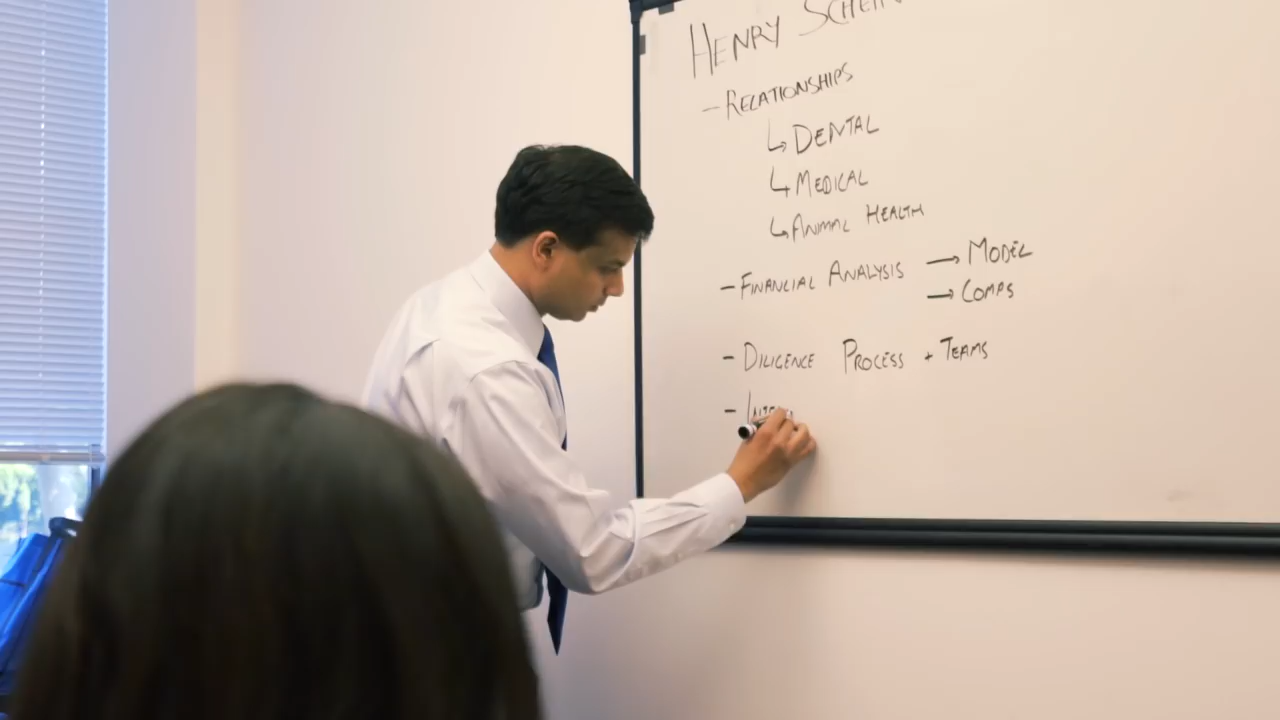 HENRY SCHEIN
- RELATIONSHIPS
↳ DENTAL
↳ MEDICAL
↳ ANIMAL HEALTH
- FINANCIAL ANALYSIS → MODEL
→ COMPS
- DILIGENCE PROCESS + TEAMS
-